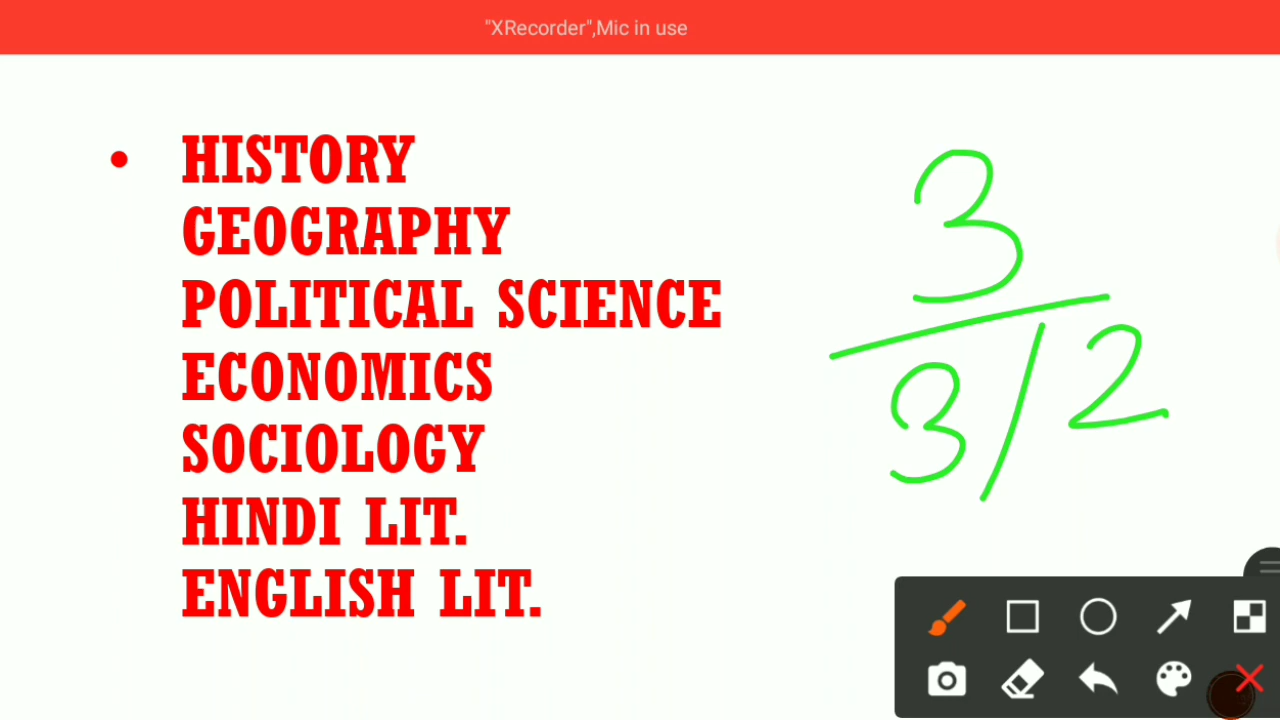 "XRecorder",Mic in use
• HISTORY
GEOGRAPHY
POLITICAL SCIENCE
ECONOMICS
SOCIOLOGY
HINDI LIT.
ENGLISH LIT.
3
3/2